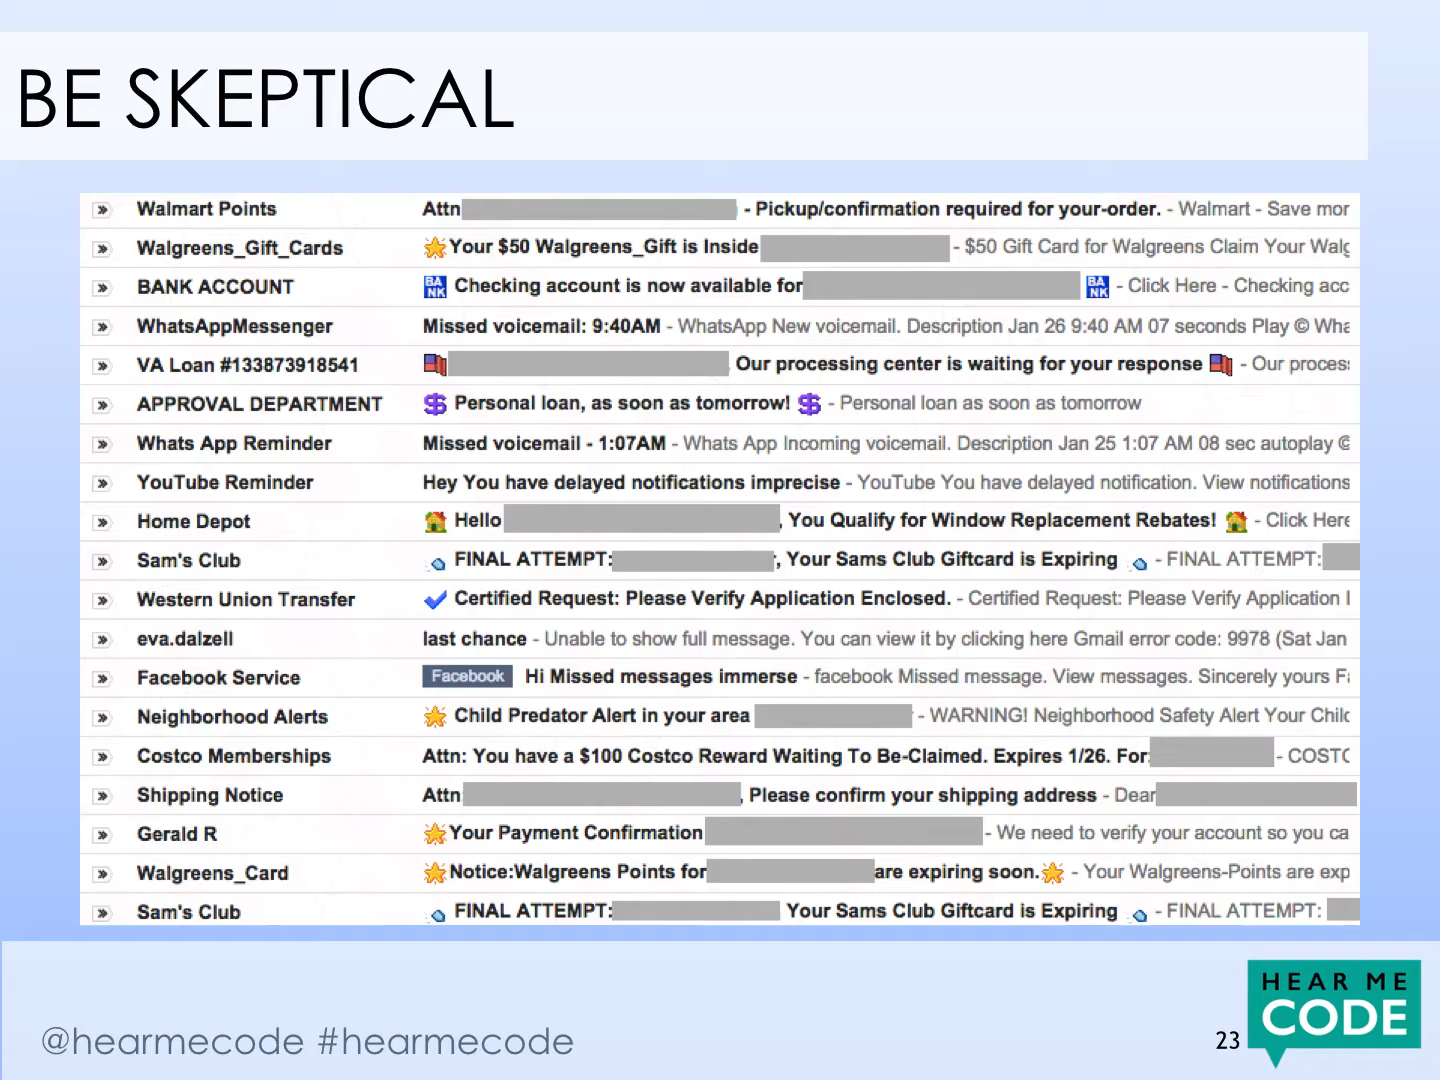 BE SKEPTICAL
Walmart Points Attn - Pickup/confirmation required for your-order. - Walmart - Save mor
Walgreens_Gift_Cards Your $50 Walgreens_Gift is Inside - $50 Gift Card for Walgreens Claim Your Walg
BANK ACCOUNT BA NK Checking account is now available for BA NK - Click Here - Checking acc
WhatsAppMessenger Missed voicemail: 9:40AM - WhatsApp New voicemail. Description Jan 26 9:40 AM 07 seconds Play © Wha
VA Loan #133873918541 Our processing center is waiting for your response - Our process
APPROVAL DEPARTMENT Personal loan, as soon as tomorrow! - Personal loan as soon as tomorrow
Whats App Reminder Missed voicemail - 1:07AM - Whats App Incoming voicemail. Description Jan 25 1:07 AM 08 sec autoplay ©
YouTube Reminder Hey You have delayed notifications imprecise - YouTube You have delayed notification. View notifications
Home Depot Hello , You Qualify for Window Replacement Rebates! - Click Here
Sam's Club FINAL ATTEMPT: , Your Sams Club Giftcard is Expiring - FINAL ATTEMPT:
Western Union Transfer Certified Request: Please Verify Application Enclosed. - Certified Request: Please Verify Application
eva.dalzell last chance - Unable to show full message. You can view it by clicking here Gmail error code: 9978 (Sat Jan
Facebook Service Facebook Hi Missed messages immerse - facebook Missed message. View messages. Sincerely yours Fa
Neighborhood Alerts Child Predator Alert in your area - WARNING! Neighborhood Safety Alert Your Child
Costco Memberships Attn: You have a $100 Costco Reward Waiting To Be-Claimed. Expires 1/26. For: - COSTC
Shipping Notice Attn , Please confirm your shipping address - Dear
Gerald R Your Payment Confirmation - We need to verify your account so you ca
Walgreens_Card Notice:Walgreens Points for are expiring soon. - Your Walgreens-Points are exp
Sam's Club FINAL ATTEMPT: Your Sams Club Giftcard is Expiring - FINAL ATTEMPT:
@hearmecode #hearmecode
23
HEAR ME
CODE